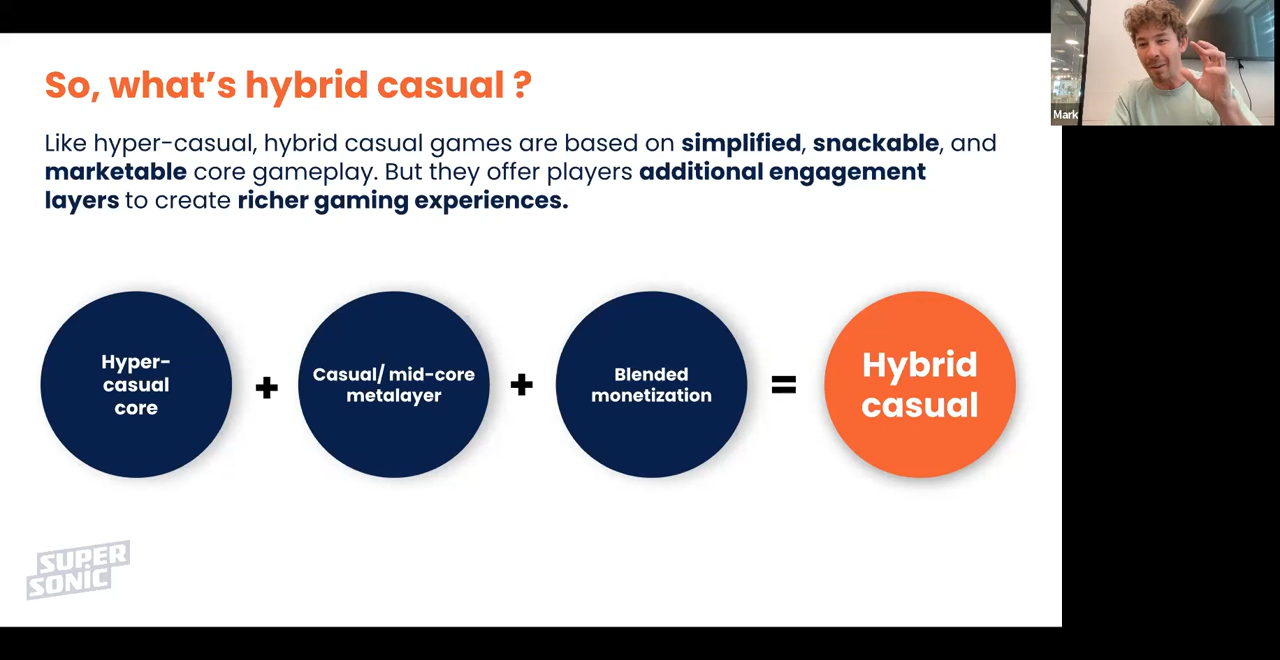 So, what's hybrid casual ?
Like hyper-casual, hybrid casual games are based on simplified, snackable, and
marketable core gameplay. But they offer players additional engagement
layers to create richer gaming experiences.
Hyper-
casual
core
+
Casual/ mid-core
metalayer
+
Blended
monetization
=
Hybrid
casual
SUPER
SONIC
Mark